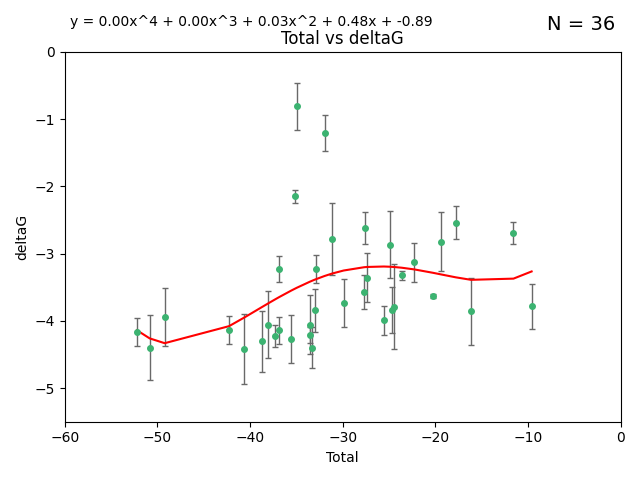 y = 0.00x^4 + 0.00x^3 + 0.03x^2 + 0.48x + -0.89
N = 36
Total vs deltaG
0
−1
−2
−3
−4
−5
deltaG
−60 −50 −40 −30 −20 −10 0
Total